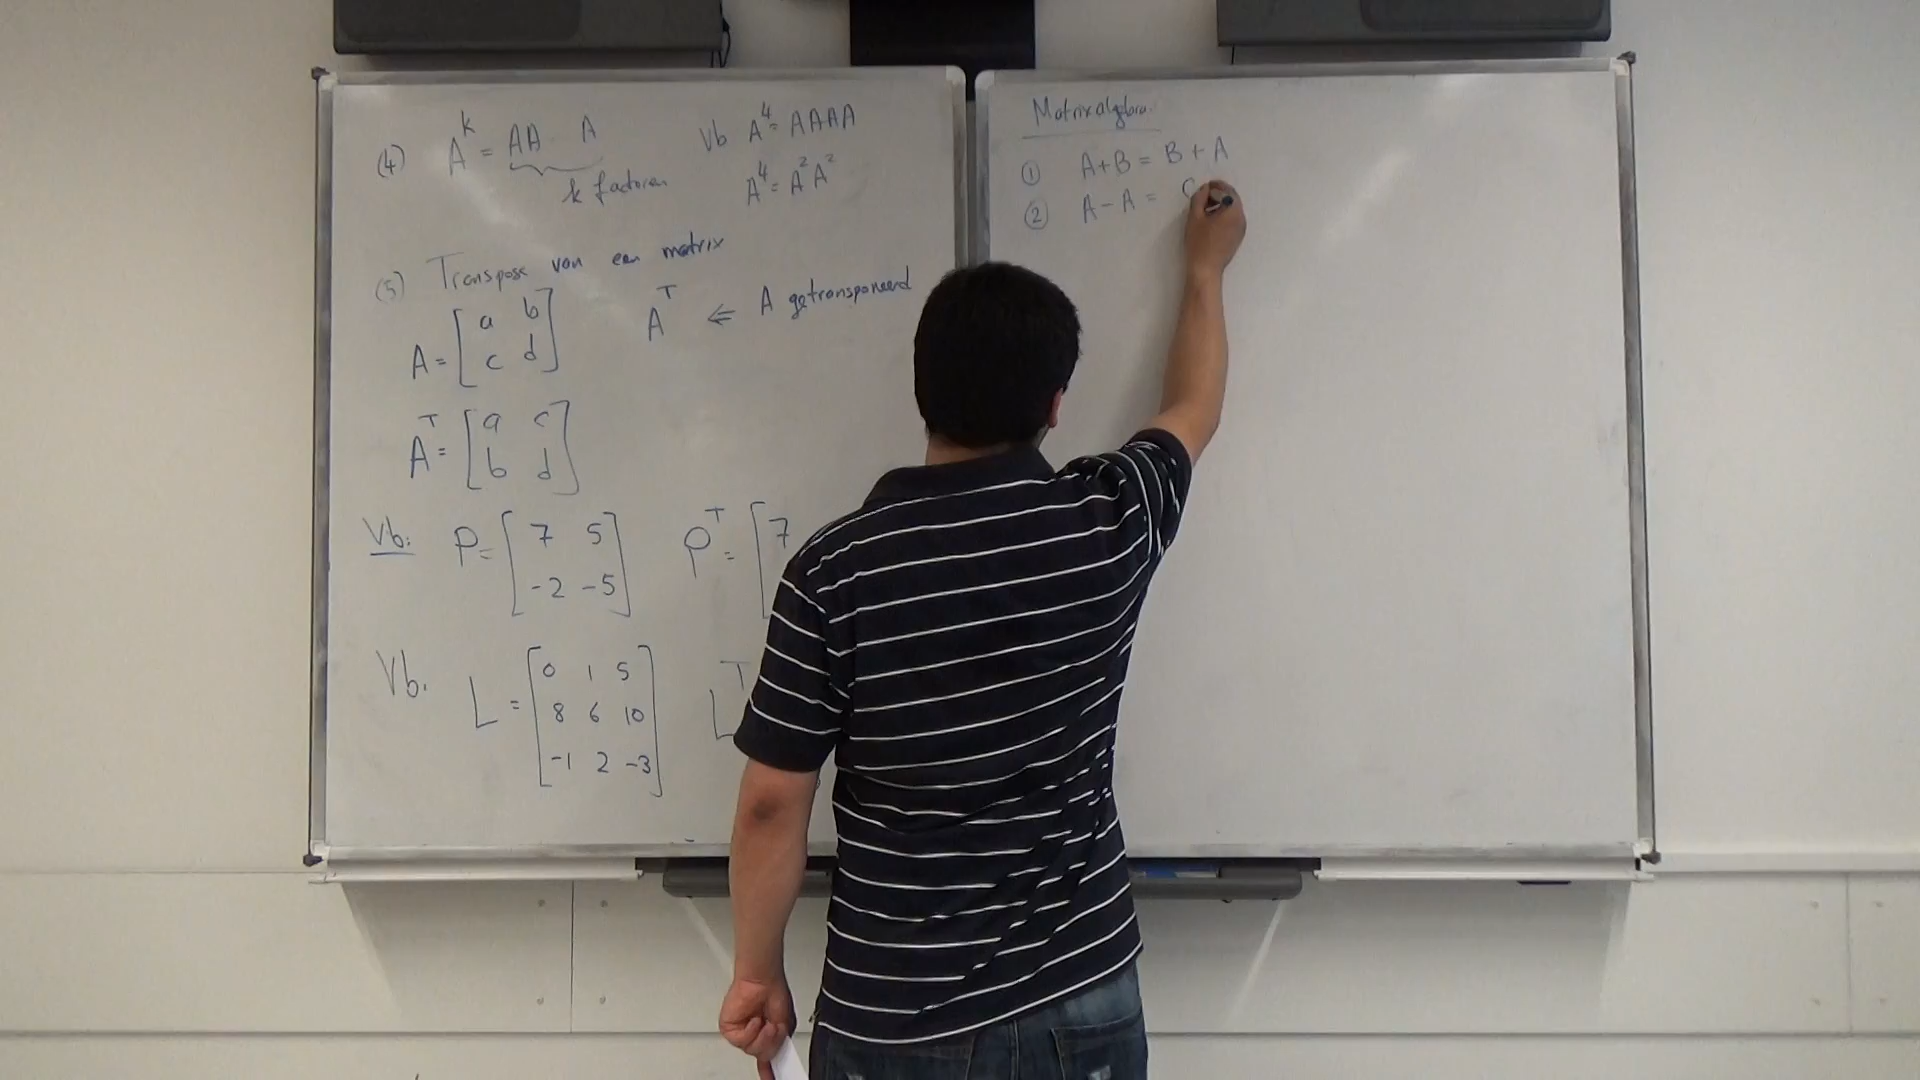 (4) A^k = AA A
k factoren
Vb A^4 = AAAA
A^4 = A^2 A^2
(5) Transpose van een matrix
A = [a b
c d]
A^T ⇐ A getransponeerd
A^T = [a c
b d]
Vb: P = [7 5
-2 -5]
P^T = [7
Vb. L = [0 1 5
8 6 10
-1 2 -3]
L^T
Matrixalgebra
① A+B = B+A
② A-A =